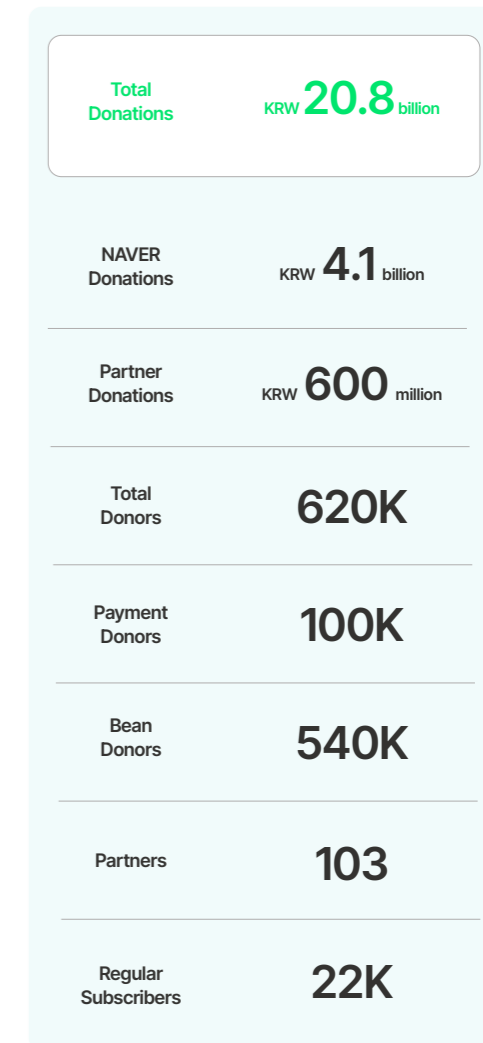 Total
Donations
KRW 20.8 billion
NAVER
Donations
KRW 4.1 billion
Partner
Donations
KRW 600 million
Total
Donors
620K
Payment
Donors
100K
Bean
Donors
540K
Partners
103
Regular
Subscribers
22K